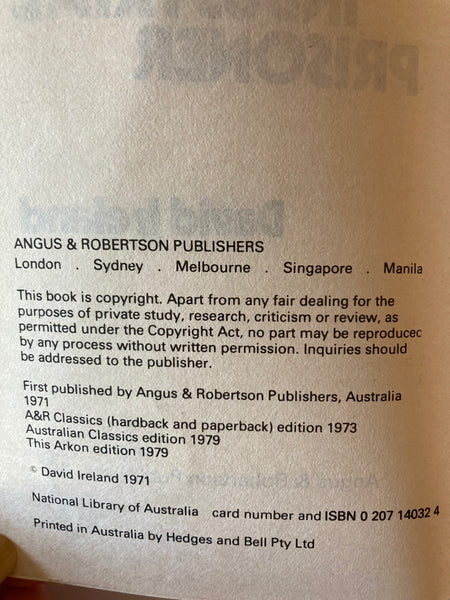 PRISONER
David Ireland
ANGUS & ROBERTSON PUBLISHERS
London . Sydney . Melbourne . Singapore . Manila
This book is copyright. Apart from any fair dealing for the
purposes of private study, research, criticism or review, as
permitted under the Copyright Act, no part may be reproduced
by any process without written permission. Inquiries should
be addressed to the publisher.
First published by Angus & Robertson Publishers, Australia
1971
A&R Classics (hardback and paperback) edition 1973
Australian Classics edition 1979
This Arkon edition 1979
© David Ireland 1971
National Library of Australia card number and ISBN 0 207 14032 4
Printed in Australia by Hedges and Bell Pty Ltd